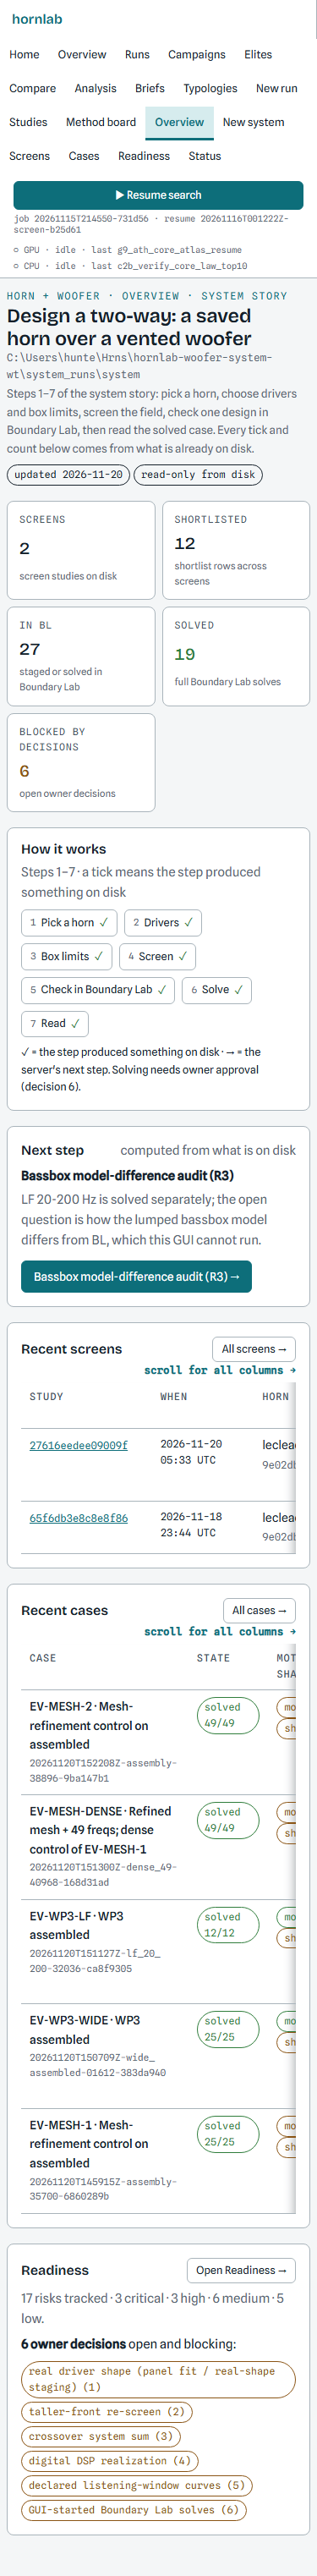 hornlab
Home Overview Runs Campaigns Elites
Compare Analysis Briefs Typologies New run
Studies Method board Overview New system
Screens Cases Readiness Status
▶ Resume search
job 20261115T214550-731d56 · resume 20261116T001222Z-
screen-b25d61
○ GPU · idle · last g9_ath_core_atlas_resume
○ CPU · idle · last c2b_verify_core_law_top10
HORN + WOOFER · OVERVIEW · SYSTEM STORY
Design a two-way: a saved
horn over a vented woofer
C:\Users\hunte\Hrns\hornlab-woofer-system-
wt\system_runs\system
Steps 1–7 of the system story: pick a horn, choose drivers
and box limits, screen the field, check one design in
Boundary Lab, then read the solved case. Every tick and
count below comes from what is already on disk.
updated 2026-11-20 read-only from disk
SCREENS
2
screen studies on disk
SHORTLISTED
12
shortlist rows across
screens
IN BL
27
staged or solved in
Boundary Lab
SOLVED
19
full Boundary Lab solves
BLOCKED BY
DECISIONS
6
open owner decisions
How it works
Steps 1–7 · a tick means the step produced
something on disk
1 Pick a horn ✓ 2 Drivers ✓
3 Box limits ✓ 4 Screen ✓
5 Check in Boundary Lab ✓ 6 Solve ✓
7 Read ✓
✓ = the step produced something on disk · → = the
server's next step. Solving needs owner approval
(decision 6).
Next step computed from what is on disk
Bassbox model-difference audit (R3)
LF 20-200 Hz is solved separately; the open
question is how the lumped bassbox model
differs from BL, which this GUI cannot run.
Bassbox model-difference audit (R3) →
Recent screens All screens →
scroll for all columns →
STUDY WHEN HORN
27616eedee09009f 2026-11-20 leclea
05:33 UTC 9e02db
65f6db3e8c8e8f86 2026-11-18 leclea
23:44 UTC 9e02db
Recent cases All cases →
scroll for all columns →
CASE STATE MOT
SHA
EV-MESH-2 · Mesh-
refinement control on
assembled
20261120T152208Z-assembly-
38896-9ba147b1
solved
49/49
mo
sh
EV-MESH-DENSE · Refined
mesh + 49 freqs; dense
control of EV-MESH-1
20261120T151300Z-dense_49-
40968-168d31ad
solved
49/49
mo
sh
EV-WP3-LF · WP3
assembled
20261120T151127Z-lf_20_
200-32036-ca8f9305
solved
12/12
mo
sh
EV-WP3-WIDE · WP3
assembled
20261120T150709Z-wide_
assembled-01612-383da940
solved
25/25
mo
sh
EV-MESH-1 · Mesh-
refinement control on
assembled
20261120T145915Z-assembly-
35700-6860289b
solved
25/25
mo
sh
Readiness Open Readiness →
17 risks tracked · 3 critical · 3 high · 6 medium · 5
low.
6 owner decisions open and blocking:
real driver shape (panel fit / real-shape
staging) (1)
taller-front re-screen (2)
crossover system sum (3)
digital DSP realization (4)
declared listening-window curves (5)
GUI-started Boundary Lab solves (6)